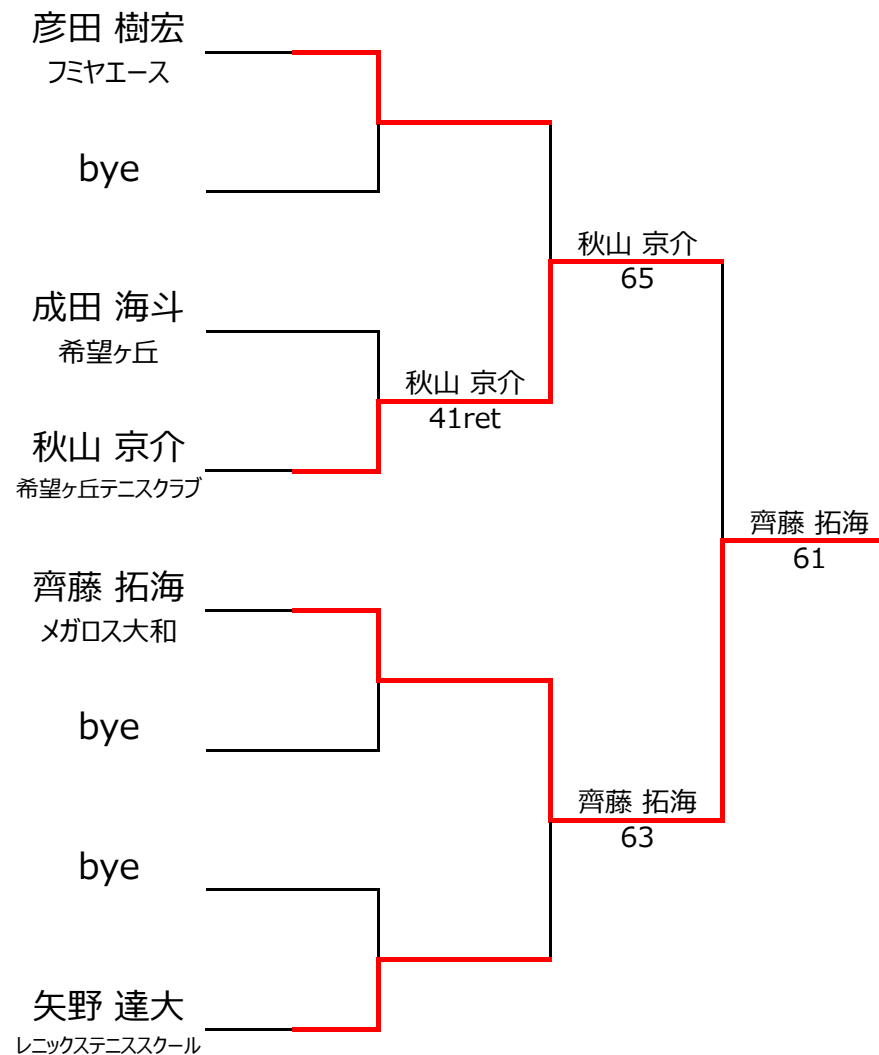 彦田 樹宏
フミヤエース
bye
成田 海斗
希望ヶ丘
秋山 京介
希望ヶ丘テニスクラブ
齊藤 拓海
メガロス大和
bye
bye
矢野 達大
レニックステニススクール
秋山 京介
41ret
秋山 京介
65
齊藤 拓海
63
齊藤 拓海
61